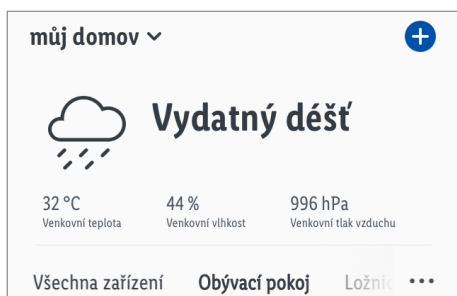 můj domov
Vydatný déšť
32 °C 44 % 996 hPa
Venkovní teplota Venkovní vlhkost Venkovní tlak vzduchu
Všechna zařízení Obývací pokoj Ložnic